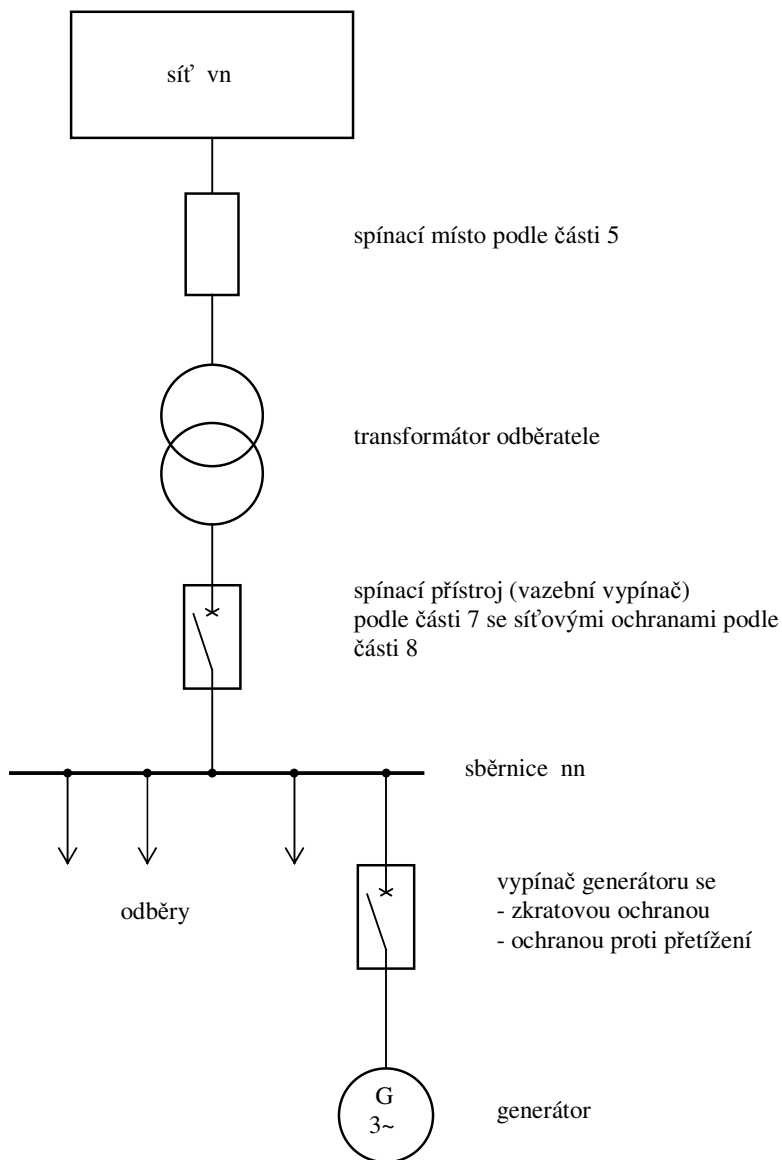 síť vn
spínací místo podle části 5
transformátor odběratele
spínací přístroj (vazební vypínač)
podle části 7 se síťovými ochranami podle
části 8
sběrnice nn
odběry
vypínač generátoru se
- zkratovou ochranou
- ochranou proti přetížení
G
3~
generátor